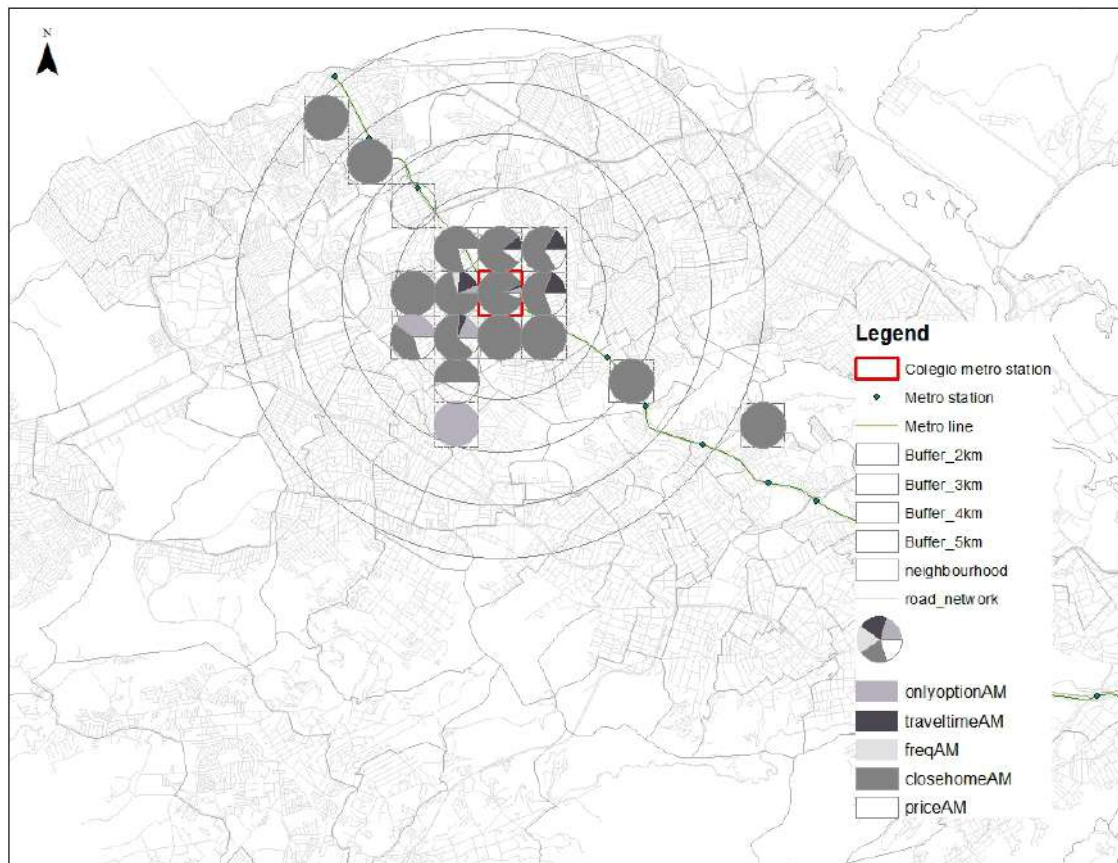 N
Legend
Colegio metro station
Metro station
Metro line
Buffer_2km
Buffer_3km
Buffer_4km
Buffer_5km
neighbourhood
road_network
onlyoptionAM
traveltimeAM
freqAM
closehomeAM
priceAM